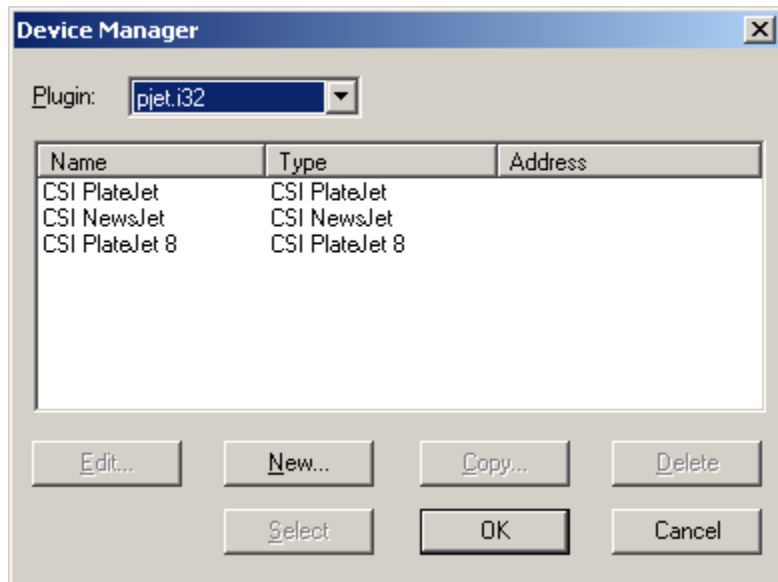 Device Manager
Plugin: pjet.i32
Name Type Address
CSI PlateJet CSI PlateJet
CSI NewsJet CSI NewsJet
CSI PlateJet 8 CSI PlateJet 8
Edit... New... Copy... Delete
Select OK Cancel